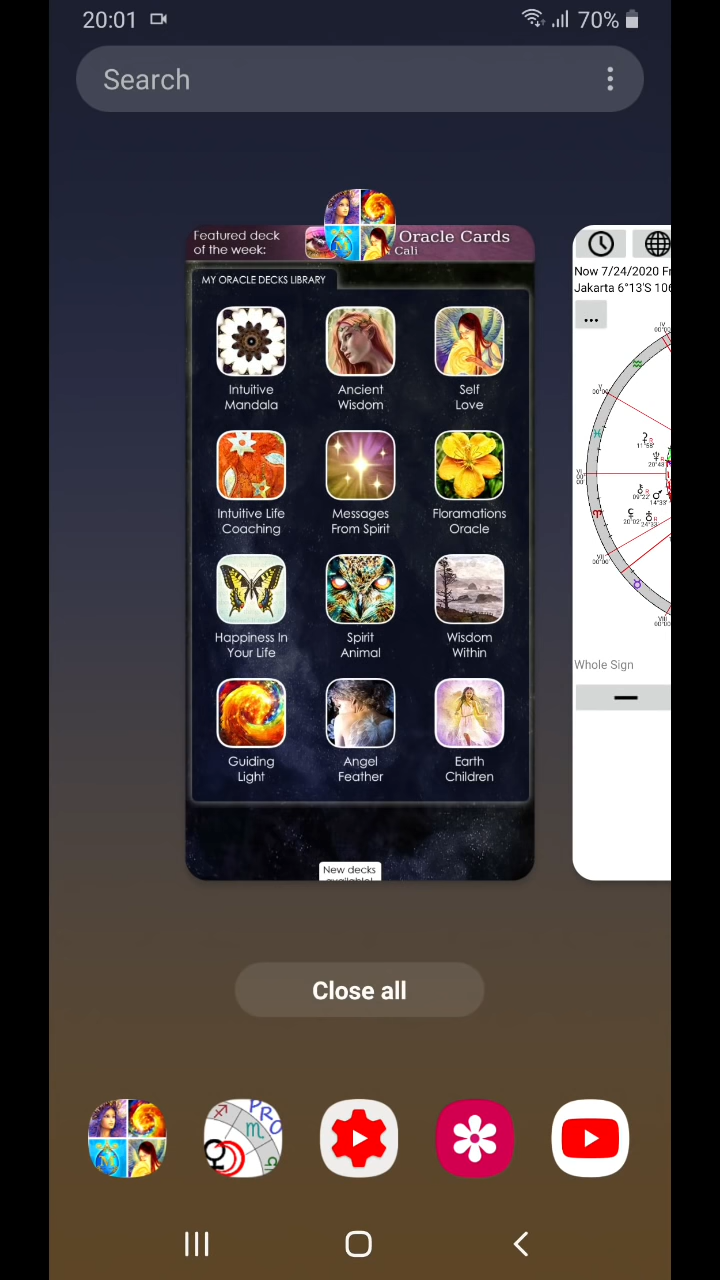 20:01
70%
Search
Featured deck
of the week:
Oracle Cards
Cali
MY ORACLE DECKS LIBRARY
Intuitive
Mandala
Ancient
Wisdom
Self
Love
Intuitive Life
Coaching
Messages
From Spirit
Floramations
Oracle
Happiness In
Your Life
Spirit
Animal
Wisdom
Within
Guiding
Light
Angel
Feather
Earth
Children
New decks
available!
Now 7/24/2020 Fr
Jakarta 6°13'S 106
...
Whole Sign
Close all
PRO